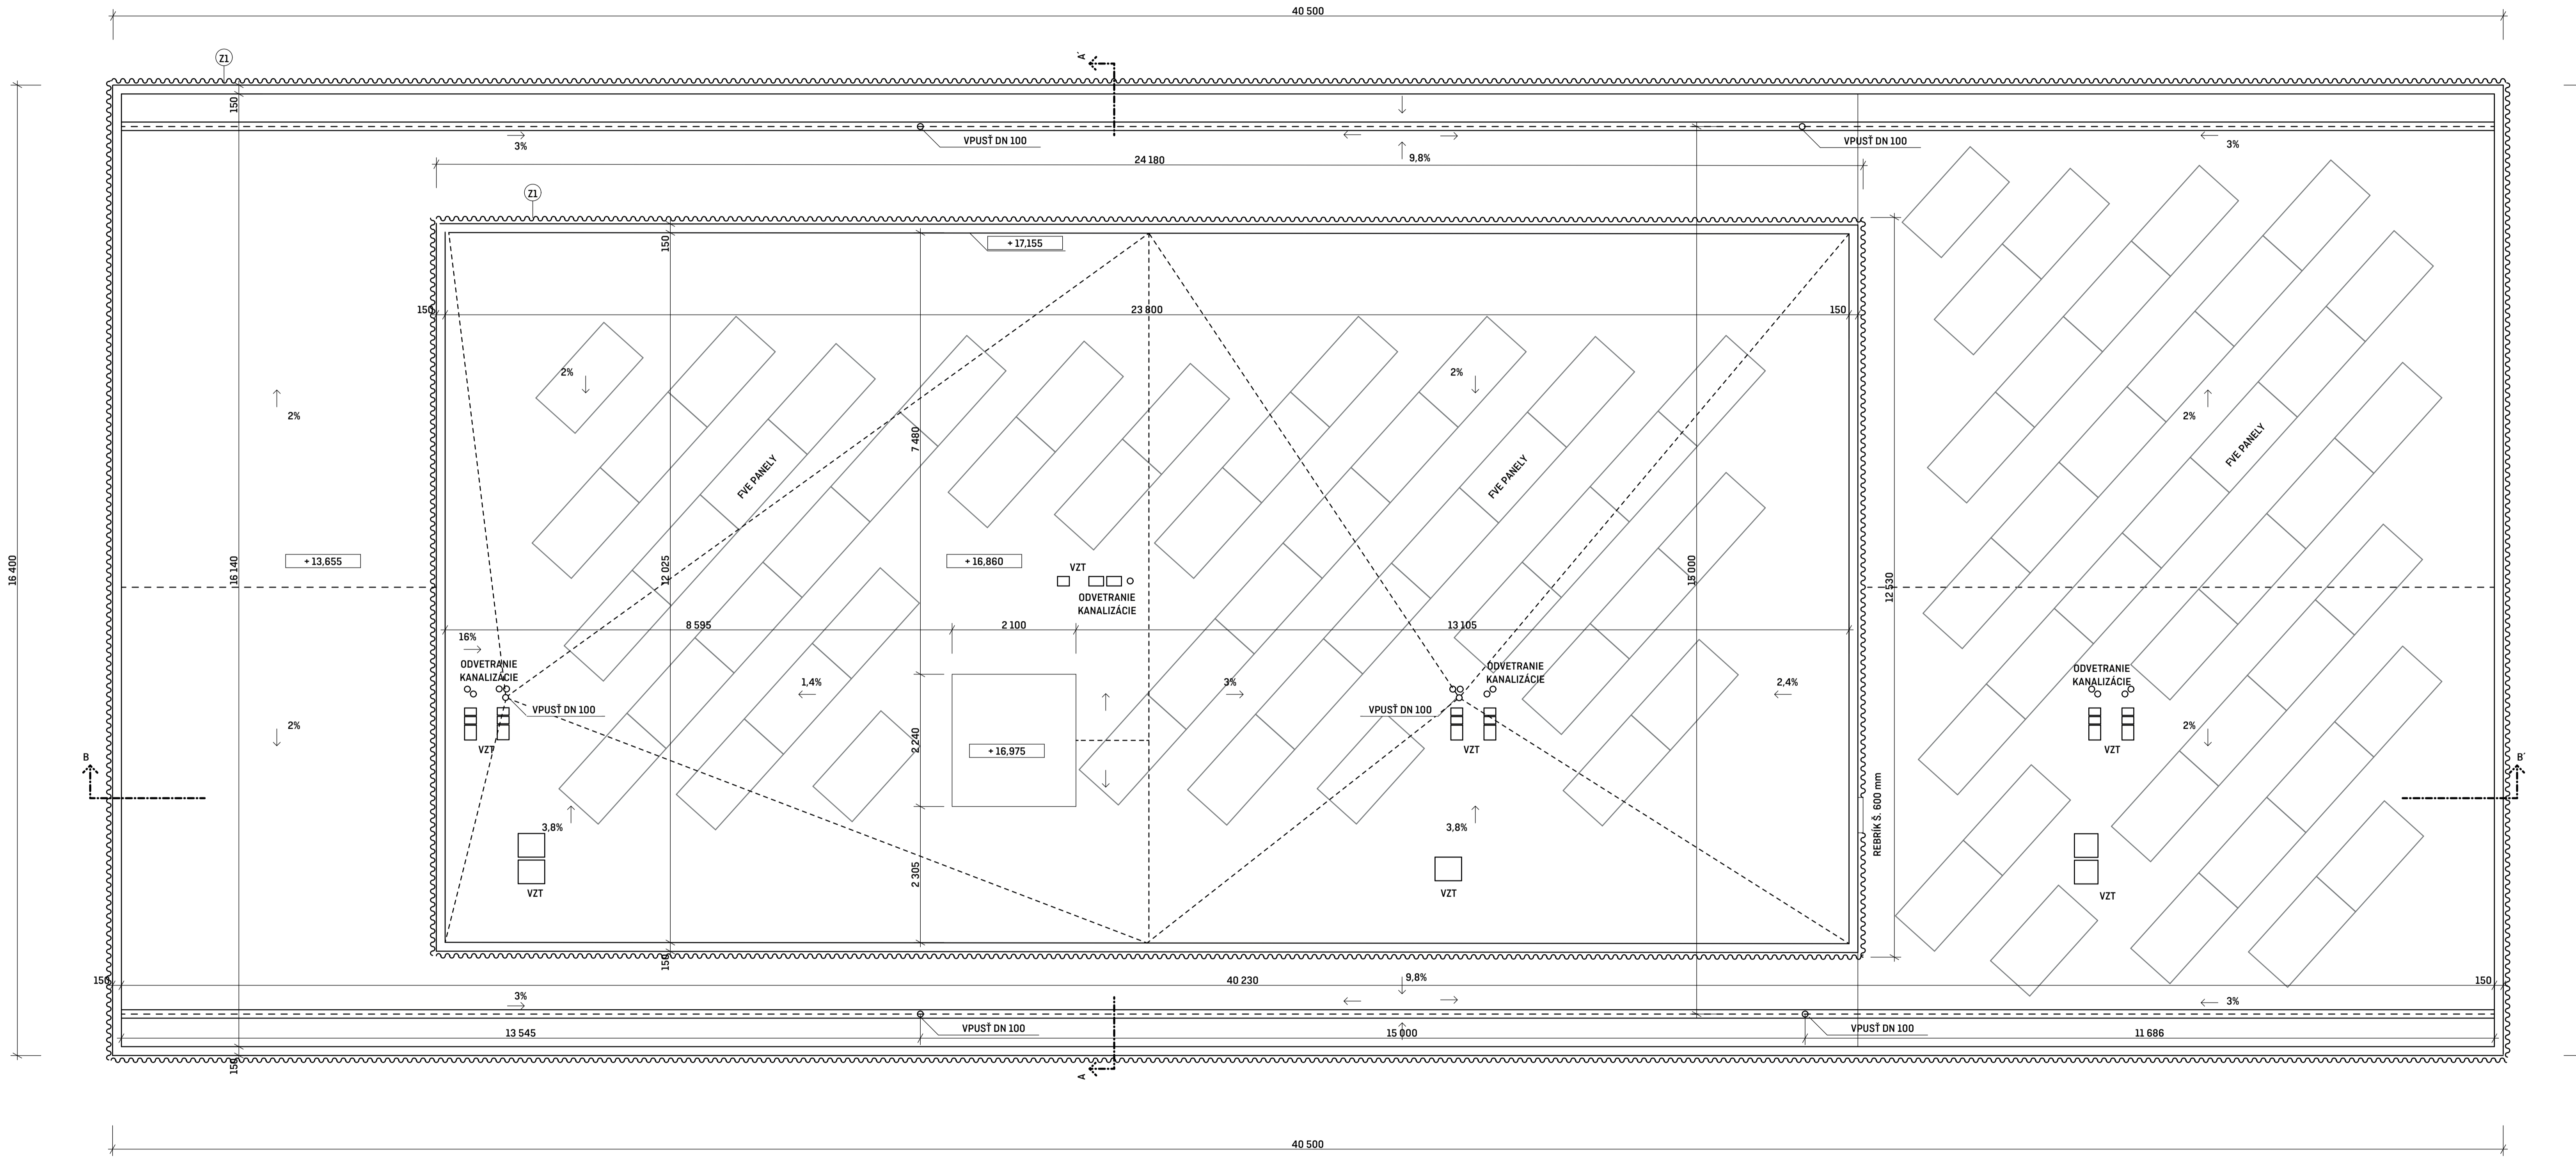 40 500
Z1
A´
150
VPUSŤ DN 100
VPUSŤ DN 100
3%
3%
24 180
9,8%
Z1
150
+ 17,155
150
23 800
150
2%
2%
2%
2%
7 480
FVE PANELY
FVE PANELY
FVE PANELY
16 400
16 140
+ 13,655
12 025
+ 16,860
VZT
ODVETRANIE
KANALIZÁCIE
15 000
12 530
8 595
2 100
13 105
16%
ODVETRANIE
KANALIZÁCIE
ODVETRANIE
KANALIZÁCIE
ODVETRANIE
KANALIZÁCIE
1,4%
3%
2,4%
VPUSŤ DN 100
VPUSŤ DN 100
2%
2%
VZT
2 240
+ 16,975
VZT
VZT
B
B´
3,8%
3,8%
REBRÍK Š. 600 mm
2 305
VZT
VZT
VZT
150
150
40 230
9,8%
150
3%
3%
13 545
VPUSŤ DN 100
15 000
VPUSŤ DN 100
11 686
150
A
40 500